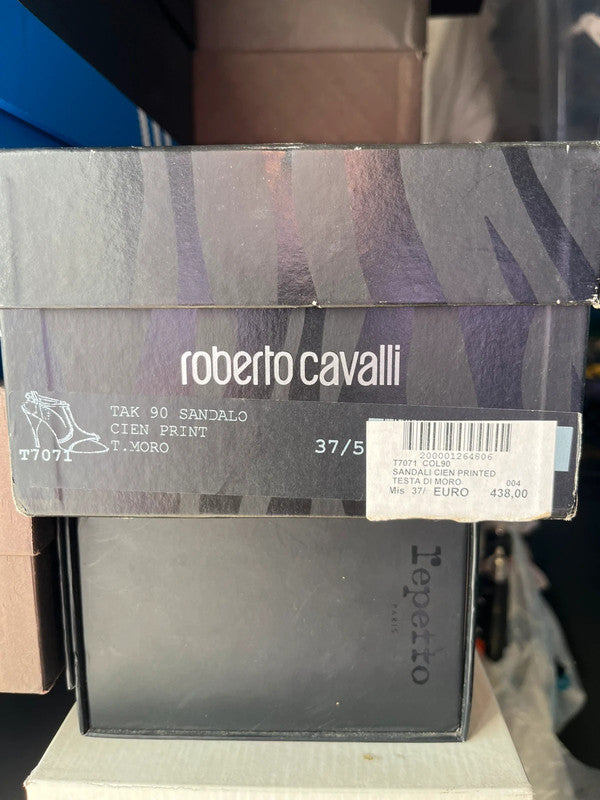 roberto cavalli
TAK 90 SANDALO
CIEN PRINT
T.MORO
T7071
37/5
200001264806
T7071 COL90
SANDALI CIEN PRINTED
TESTA DI MORO 004
Mis 37/ EURO 438,00
repetto
PARIS